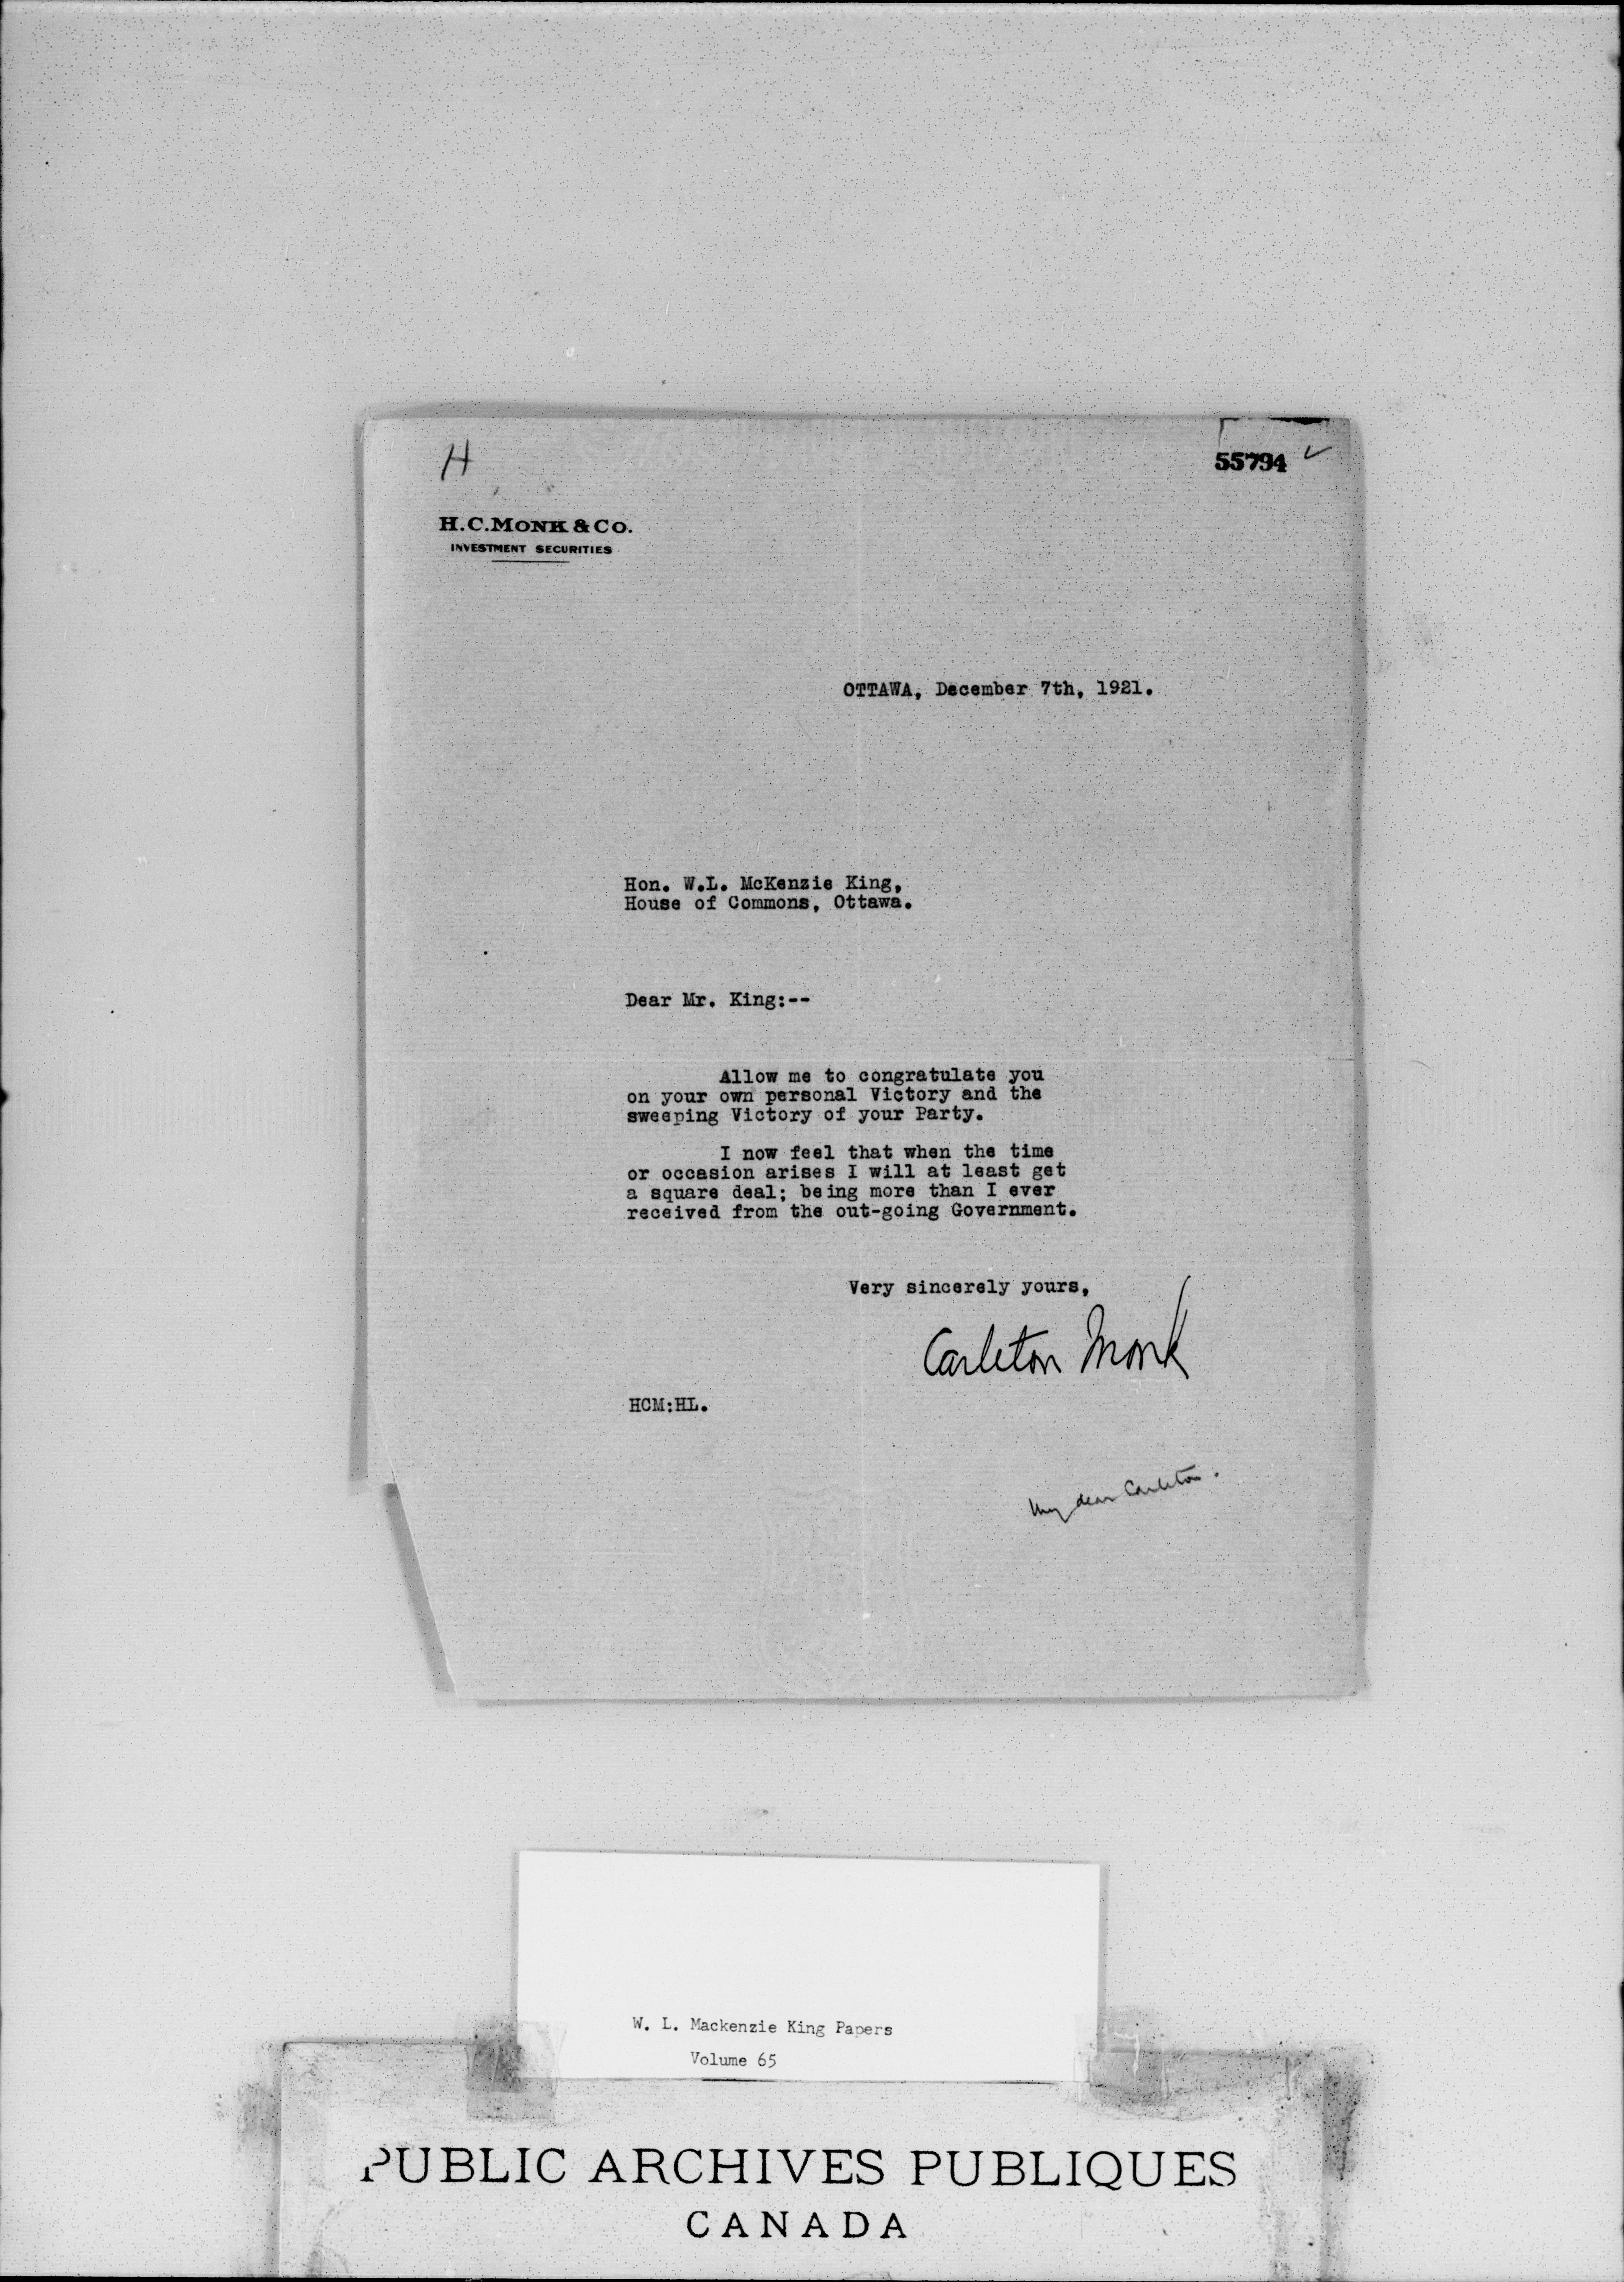 H
55794 ✓
H.C. MONK & CO.
INVESTMENT SECURITIES
OTTAWA, December 7th, 1921.
Hon. W.L. McKenzie King,
House of Commons, Ottawa.
Dear Mr. King:--
Allow me to congratulate you
on your own personal Victory and the
sweeping Victory of your Party.
I now feel that when the time
or occasion arises I will at least get
a square deal; being more than I ever
received from the out-going Government.
Very sincerely yours,
Carleton Monk
HCM:HL.
My dear Carleton.
W. L. Mackenzie King Papers
Volume 65
PUBLIC ARCHIVES PUBLIQUES
CANADA